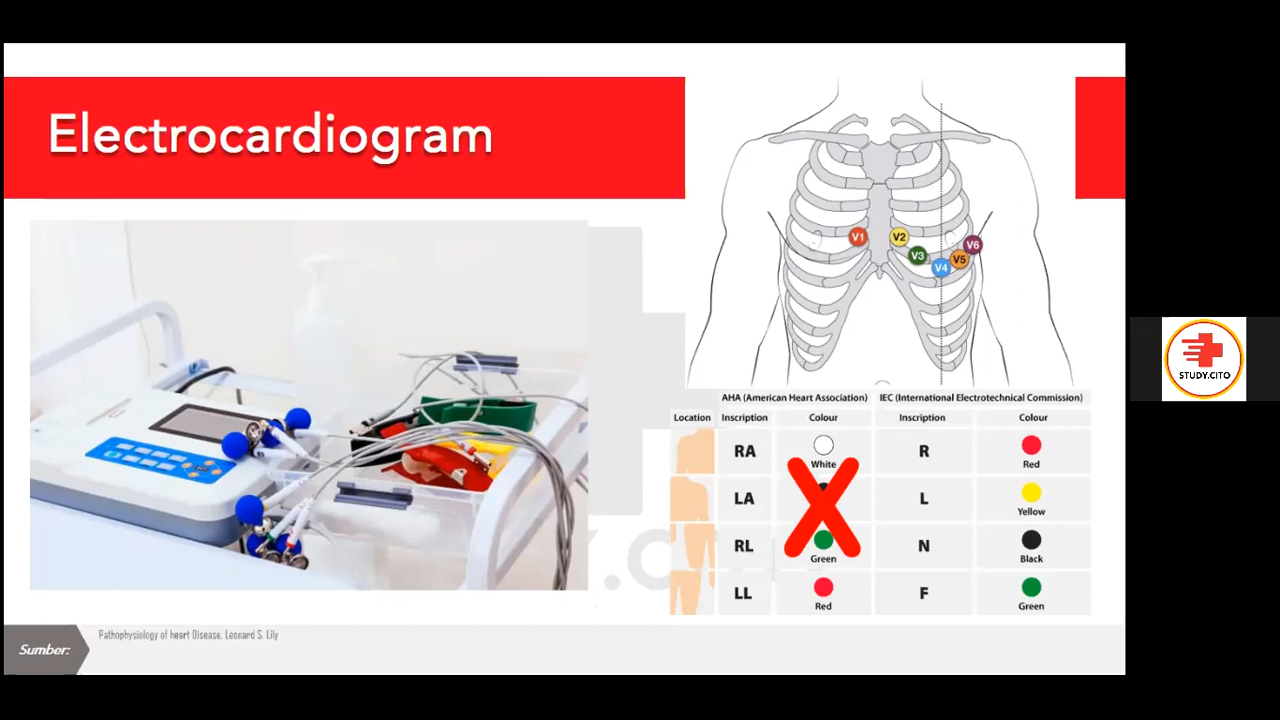 Electrocardiogram
V1
V2
V3
V4
V5
V6
AHA (American Heart Association) IEC (International Electrotechnical Commission)
Location Inscription Colour Inscription Colour
RA White R Red
LA L Yellow
RL Green N Black
LL Red F Green
Sumber:
Pathophysiology of heart Disease, Leonard S. Lily
STUDY.CITO